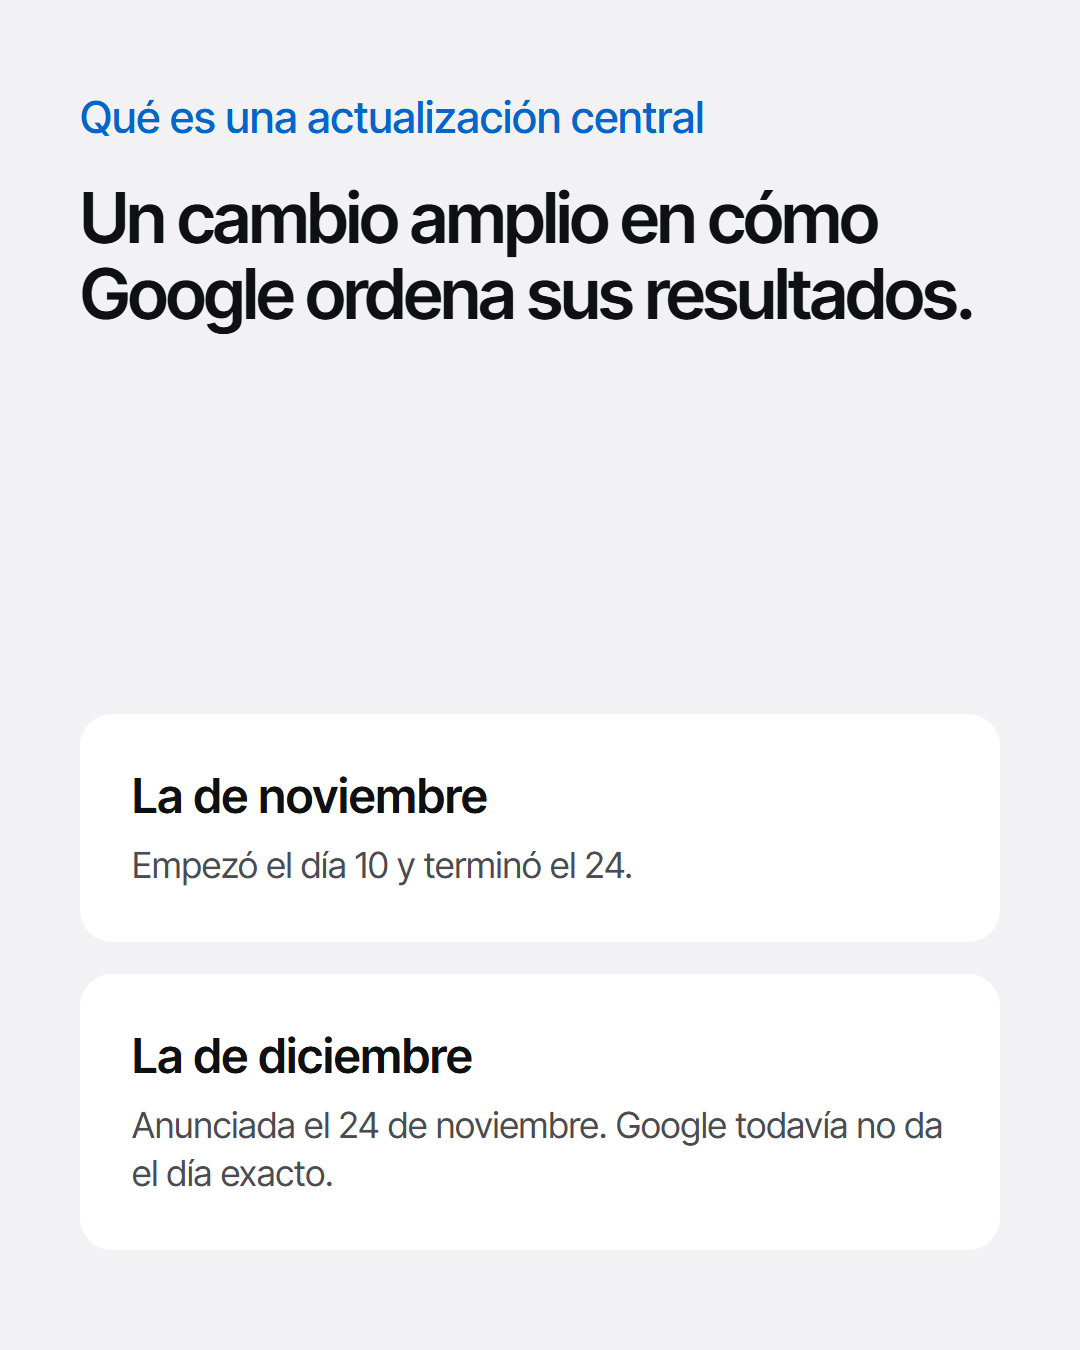 Qué es una actualización central
Un cambio amplio en cómo
Google ordena sus resultados.
La de noviembre
Empezó el día 10 y terminó el 24.
La de diciembre
Anunciada el 24 de noviembre. Google todavía no da
el día exacto.